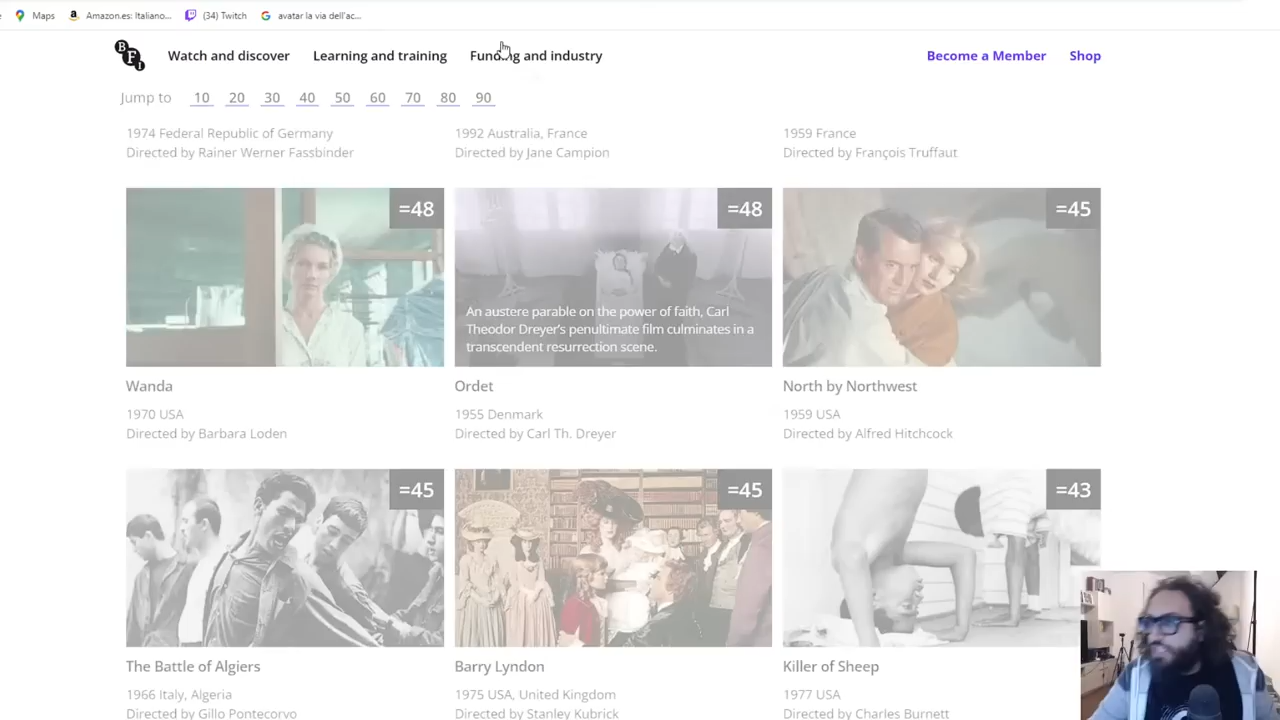 Maps
Amazon.es: Italiano...
(34) Twitch
avatar la via dell'ac...
BFI
Watch and discover
Learning and training
Funding and industry
Become a Member
Shop
Jump to 10 20 30 40 50 60 70 80 90
1974 Federal Republic of Germany
Directed by Rainer Werner Fassbinder
1992 Australia, France
Directed by Jane Campion
1959 France
Directed by François Truffaut
=48
Wanda
1970 USA
Directed by Barbara Loden
=48
An austere parable on the power of faith, Carl
Theodor Dreyer's penultimate film culminates in a
transcendent resurrection scene.
Ordet
1955 Denmark
Directed by Carl Th. Dreyer
=45
North by Northwest
1959 USA
Directed by Alfred Hitchcock
=45
The Battle of Algiers
1966 Italy, Algeria
Directed by Gillo Pontecorvo
=45
Barry Lyndon
1975 USA, United Kingdom
Directed by Stanley Kubrick
=43
Killer of Sheep
1977 USA
Directed by Charles Burnett